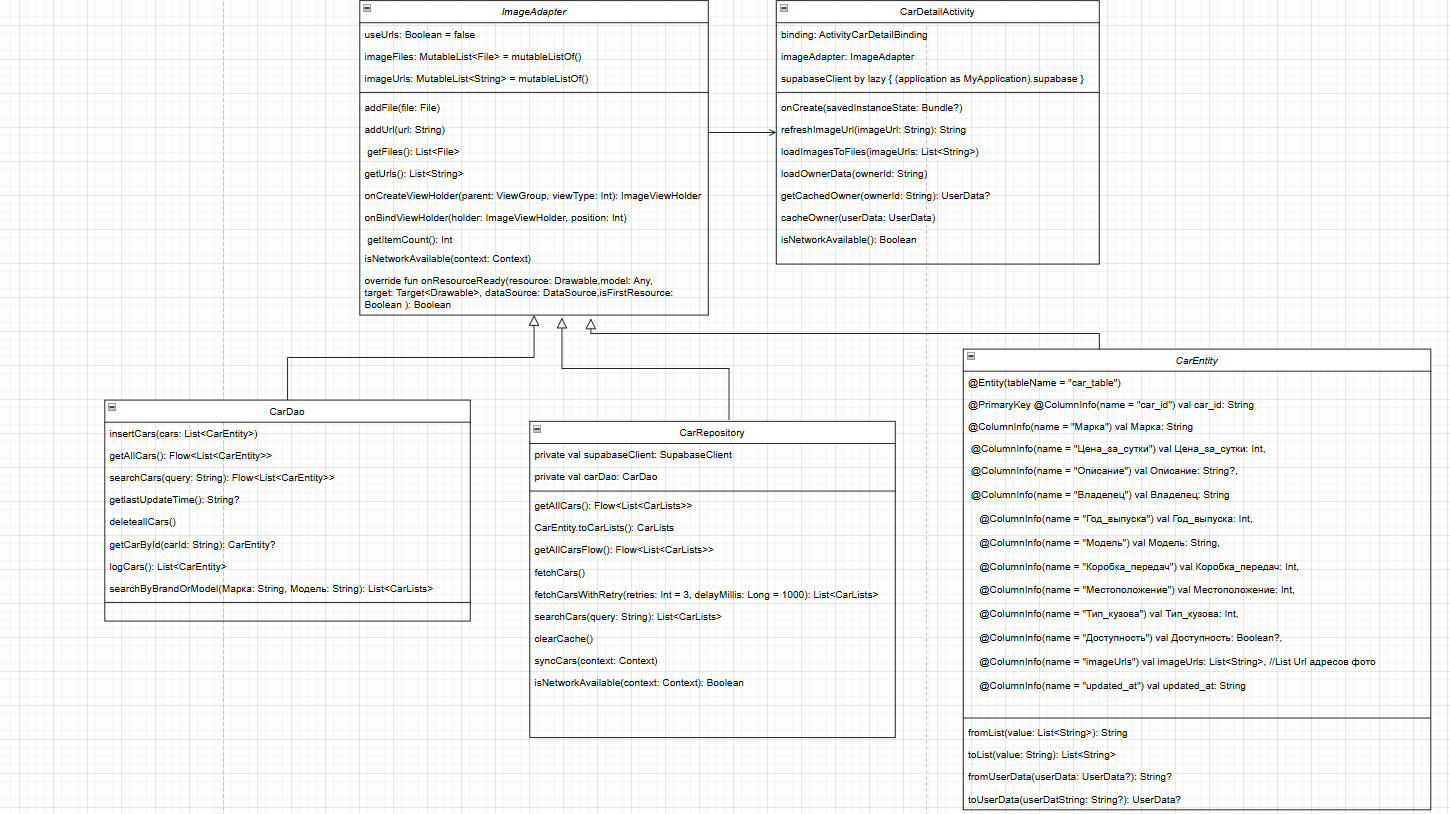 ImageAdapter
useUrls: Boolean = false
imageFiles: MutableList<File> = mutableListOf()
imageUrls: MutableList<String> = mutableListOf()
addFile(file: File)
addUrl(url: String)
getFiles(): List<File>
getUrls(): List<String>
onCreateViewHolder(parent: ViewGroup, viewType: Int): ImageViewHolder
onBindViewHolder(holder: ImageViewHolder, position: Int)
getItemCount(): Int
isNetworkAvailable(context: Context)
override fun onResourceReady(resource: Drawable,model: Any,
target: Target<Drawable>, dataSource: DataSource,isFirstResource:
Boolean ): Boolean
CarDetailActivity
binding: ActivityCarDetailBinding
imageAdapter: ImageAdapter
supabaseClient by lazy { (application as MyApplication).supabase }
onCreate(savedInstanceState: Bundle?)
refreshImageUrl(imageUrl: String): String
loadImagesToFiles(imageUrls: List<String>)
loadOwnerData(ownerId: String)
getCachedOwner(ownerId: String): UserData?
cacheOwner(userData: UserData)
isNetworkAvailable(): Boolean
CarDao
insertCars(cars: List<CarEntity>)
getAllCars(): Flow<List<CarEntity>>
searchCars(query: String): Flow<List<CarEntity>>
getlastUpdateTime(): String?
deleteallCars()
getCarById(carId: String): CarEntity?
logCars(): List<CarEntity>
searchByBrandOrModel(Марка: String, Модель: String): List<CarLists>
CarRepository
private val supabaseClient: SupabaseClient
private val carDao: CarDao
getAllCars(): Flow<List<CarLists>>
CarEntity.toCarLists(): CarLists
getAllCarsFlow(): Flow<List<CarLists>>
fetchCars()
fetchCarsWithRetry(retries: Int = 3, delayMillis: Long = 1000): List<CarLists>
searchCars(query: String): List<CarLists>
clearCache()
syncCars(context: Context)
isNetworkAvailable(context: Context): Boolean
CarEntity
@Entity(tableName = "car_table")
@PrimaryKey @ColumnInfo(name = "car_id") val car_id: String
@ColumnInfo(name = "Марка") val Марка: String
@ColumnInfo(name = "Цена_за_сутки") val Цена_за_сутки: Int,
@ColumnInfo(name = "Описание") val Описание: String?,
@ColumnInfo(name = "Владелец") val Владелец: String
@ColumnInfo(name = "Год_выпуска") val Год_выпуска: Int,
@ColumnInfo(name = "Модель") val Модель: String,
@ColumnInfo(name = "Коробка_передач") val Коробка_передач: Int,
@ColumnInfo(name = "Местоположение") val Местоположение: Int,
@ColumnInfo(name = "Тип_кузова") val Тип_кузова: Int,
@ColumnInfo(name = "Доступность") val Доступность: Boolean?,
@ColumnInfo(name = "imageUrls") val imageUrls: List<String>, //List Url адресов фото
@ColumnInfo(name = "updated_at") val updated_at: String
fromList(value: List<String>): String
toList(value: String): List<String>
fromUserData(userData: UserData?): String?
toUserData(userDatString: String?): UserData?